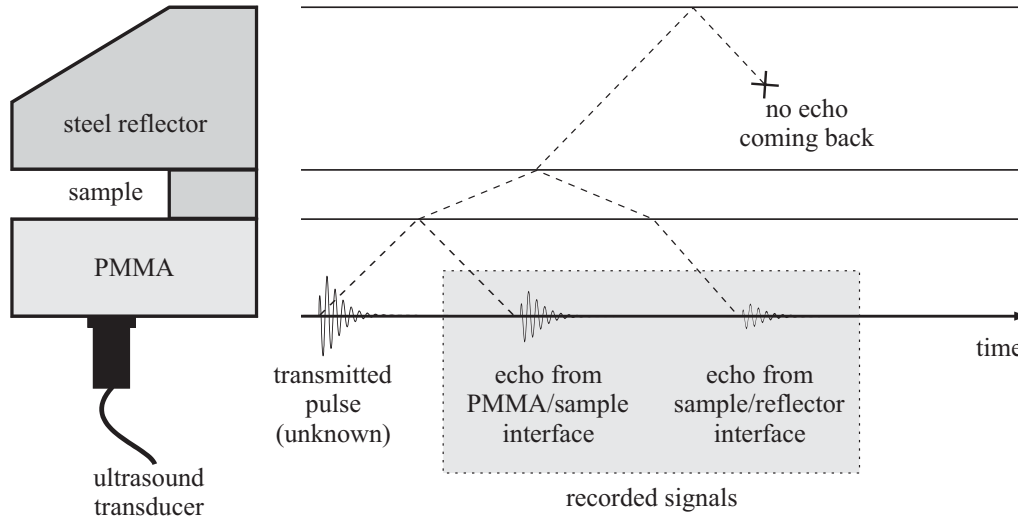 steel reflector
sample
PMMA
ultrasound
transducer
no echo
coming back
time
transmitted
pulse
(unknown)
echo from
PMMA/sample
interface
echo from
sample/reflector
interface
recorded signals